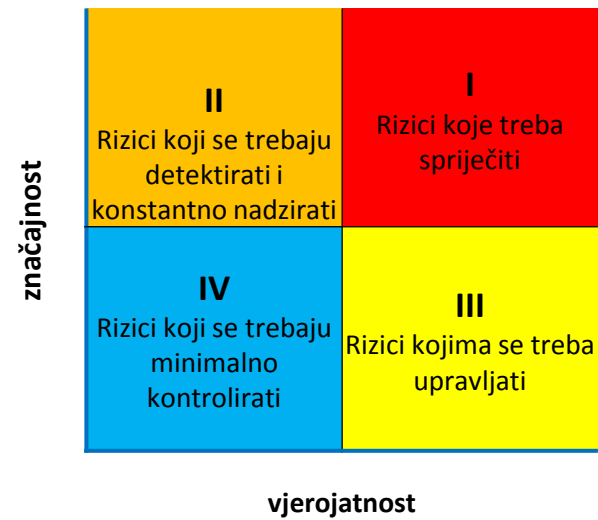 značajnost
II
Rizici koji se trebaju
detektirati i
konstantno nadzirati
I
Rizici koje treba
spriječiti
IV
Rizici koji se trebaju
minimalno
kontrolirati
III
Rizici kojima se treba
upravljati
vjerojatnost